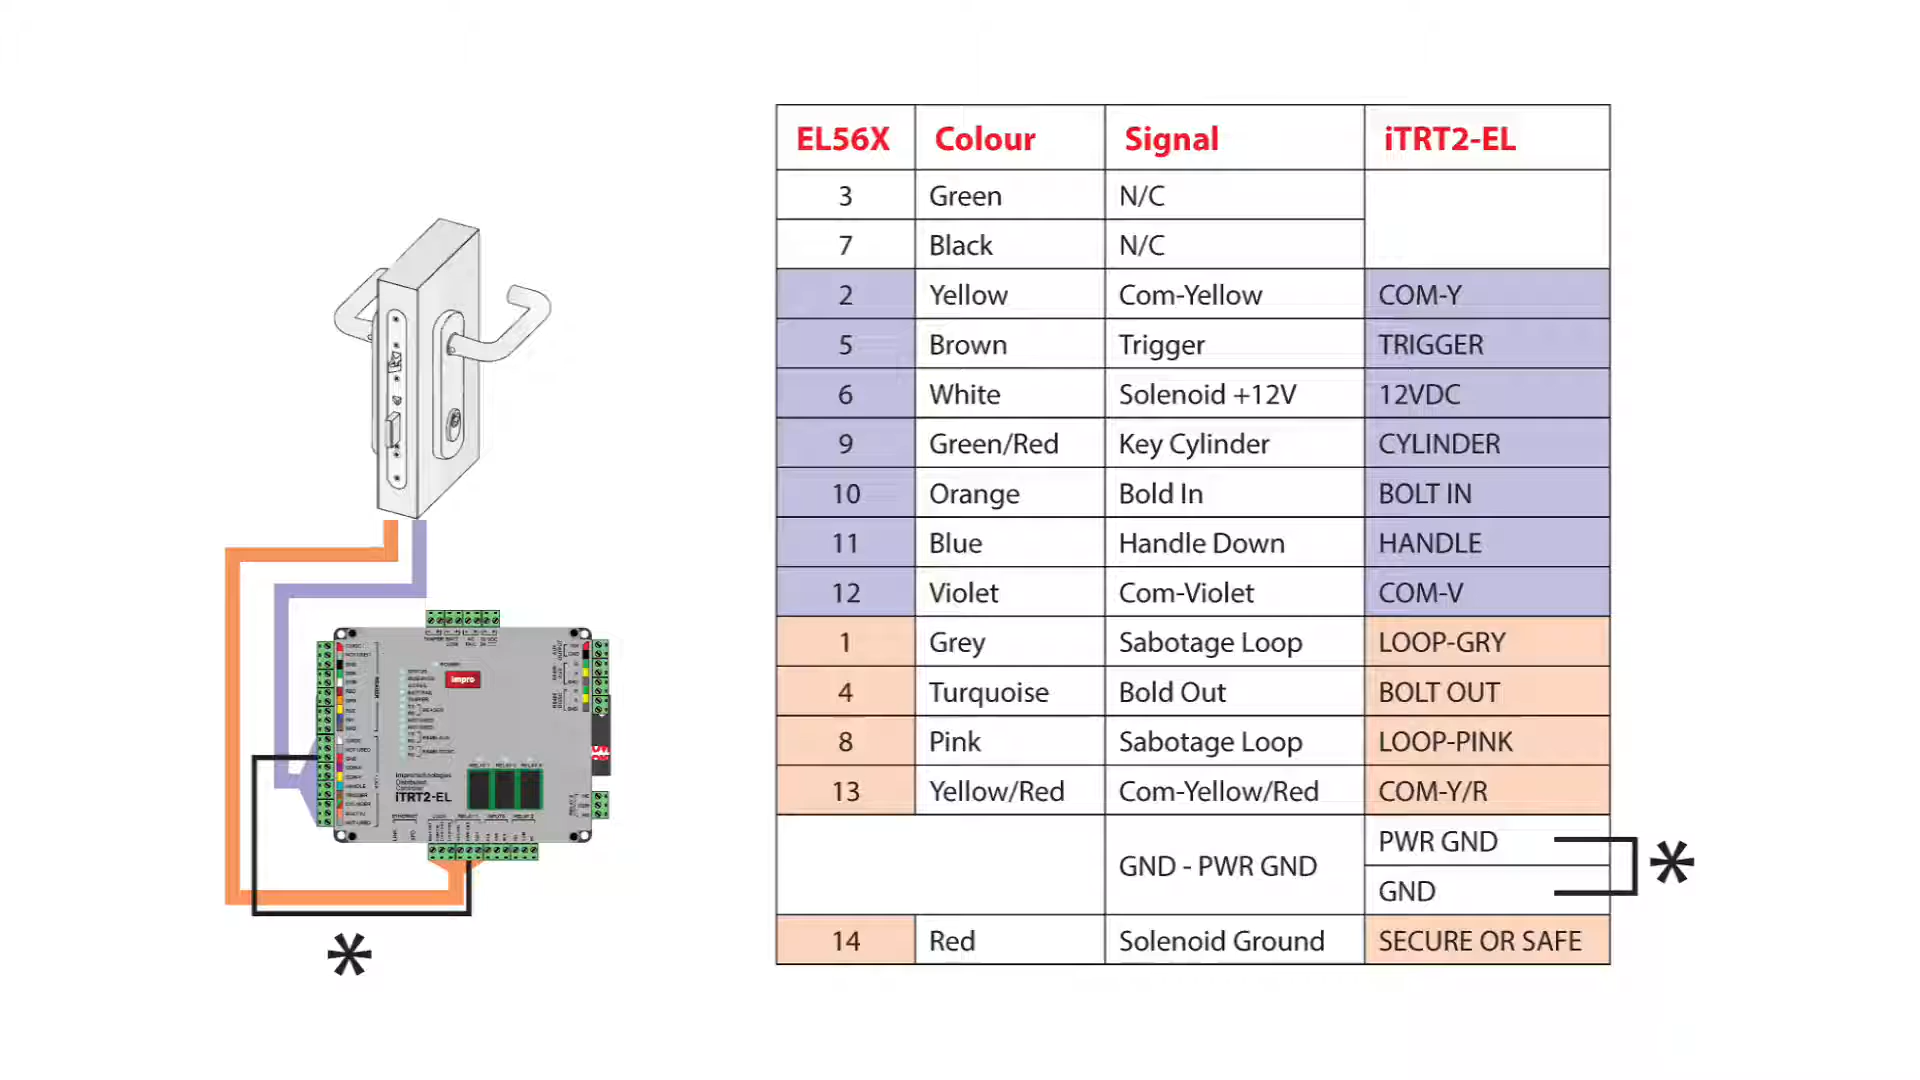 EL56X Colour Signal iTRT2-EL
3 Green N/C
7 Black N/C
2 Yellow Com-Yellow COM-Y
5 Brown Trigger TRIGGER
6 White Solenoid +12V 12VDC
9 Green/Red Key Cylinder CYLINDER
10 Orange Bold In BOLT IN
11 Blue Handle Down HANDLE
12 Violet Com-Violet COM-V
1 Grey Sabotage Loop LOOP-GRY
4 Turquoise Bold Out BOLT OUT
8 Pink Sabotage Loop LOOP-PINK
13 Yellow/Red Com-Yellow/Red COM-Y/R
GND - PWR GND PWR GND
GND
*
14 Red Solenoid Ground SECURE OR SAFE
impro
iTRT2-EL
*